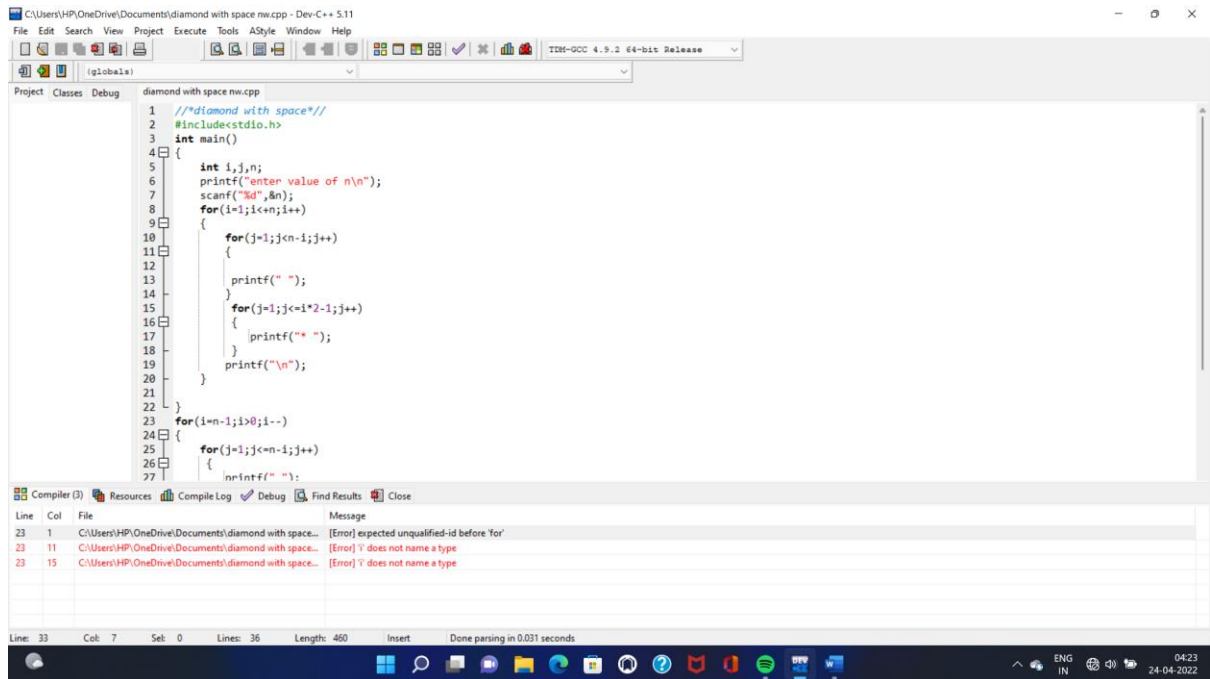 C:\Users\HP\OneDrive\Documents\diamond with space nw.cpp - Dev-C++ 5.11
File Edit Search View Project Execute Tools AStyle Window Help
TDM-GCC 4.9.2 64-bit Release
(globals)
Project Classes Debug diamond with space nw.cpp
1 //*diamond with space*//
2 #include<stdio.h>
3 int main()
4 {
5 int i,j,n;
6 printf("enter value of n\n");
7 scanf("%d",&n);
8 for(i=1;i<+n;i++)
9 {
10 for(j=1;j<n-i;j++)
11 {
12
13 printf(" ");
14 }
15 for(j=1;j<=i*2-1;j++)
16 {
17 printf("* ");
18 }
19 printf("\n");
20 }
21
22 }
23 for(i=n-1;i>0;i--)
24 {
25 for(j=1;j<=n-i;j++)
26 {
27 printf(" ");
Compiler (3) Resources Compile Log Debug Find Results Close
Line Col File Message
23 1 C:\Users\HP\OneDrive\Documents\diamond with space... [Error] expected unqualified-id before 'for'
23 11 C:\Users\HP\OneDrive\Documents\diamond with space... [Error] 'i' does not name a type
23 15 C:\Users\HP\OneDrive\Documents\diamond with space... [Error] 'i' does not name a type
Line: 33 Col: 7 Sel: 0 Lines: 36 Length: 460 Insert Done parsing in 0.031 seconds
DEV
ENG
IN
04:23
24-04-2022